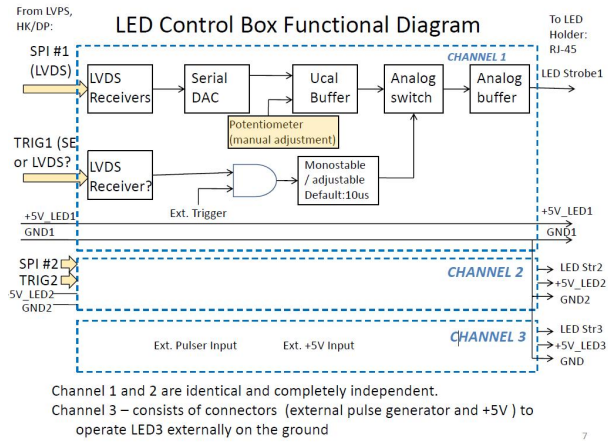 From LVPS,
HK/DP:
LED Control Box Functional Diagram
To LED
Holder:
RJ-45
SPI #1
(LVDS)
CHANNEL 1
LVDS
Receivers
Serial
DAC
Ucal
Buffer
Analog
switch
Analog
buffer
LED Strobe1
Potentiometer
(manual adjustment)
TRIG1 (SE
or LVDS?
LVDS
Receiver?
Monostable
/ adjustable
Default:10us
Ext. Trigger
+5V_LED1
GND1
+5V_LED1
GND1
SPI #2
TRIG2
5V_LED2
GND2
CHANNEL 2
LED Str2
+5V_LED2
GND2
Ext. Pulser Input
Ext. +5V Input
CHANNEL 3
LED Str3
+5V_LED3
GND
Channel 1 and 2 are identical and completely independent.
Channel 3 – consists of connectors (external pulse generator and +5V ) to
operate LED3 externally on the ground
7